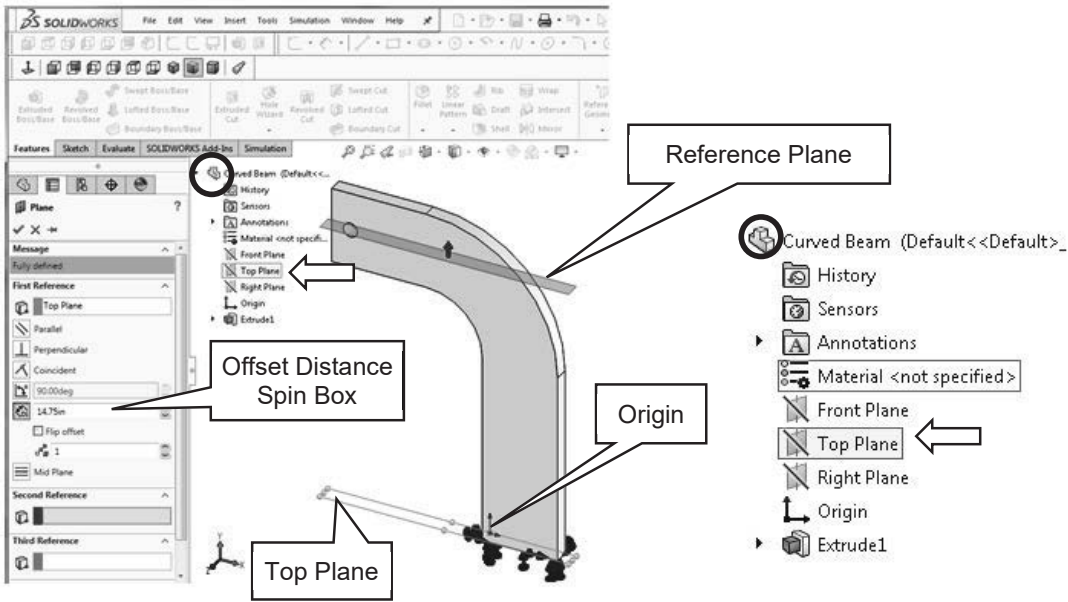 SOLIDWORKS File Edit View Insert Tools Simulation Window Help
Extruded Boss/Base
Revolved Boss/Base
Swept Boss/Base
Lofted Boss/Base
Boundary Boss/Base
Extruded Cut
Hole Wizard
Revolved Cut
Swept Cut
Lofted Cut
Boundary Cut
Fillet
Linear Pattern
Rib
Draft
Shell
Wrap
Intersect
Mirror
Features Sketch Evaluate SOLIDWORKS Add-Ins Simulation
Plane ?
Message
Fully defined
First Reference
Top Plane
Parallel
Perpendicular
Coincident
90.00deg
14.75in
Flip offset
1
Mid Plane
Second Reference
Third Reference
Curved Beam (Default<<...
History
Sensors
Annotations
Material <not specifi...
Front Plane
Top Plane
Right Plane
Origin
Extrude1
Reference Plane
Offset Distance
Spin Box
Origin
Top Plane
Y
Curved Beam (Default<<Default>_
History
Sensors
Annotations
Material <not specified>
Front Plane
Top Plane
Right Plane
Origin
Extrude1